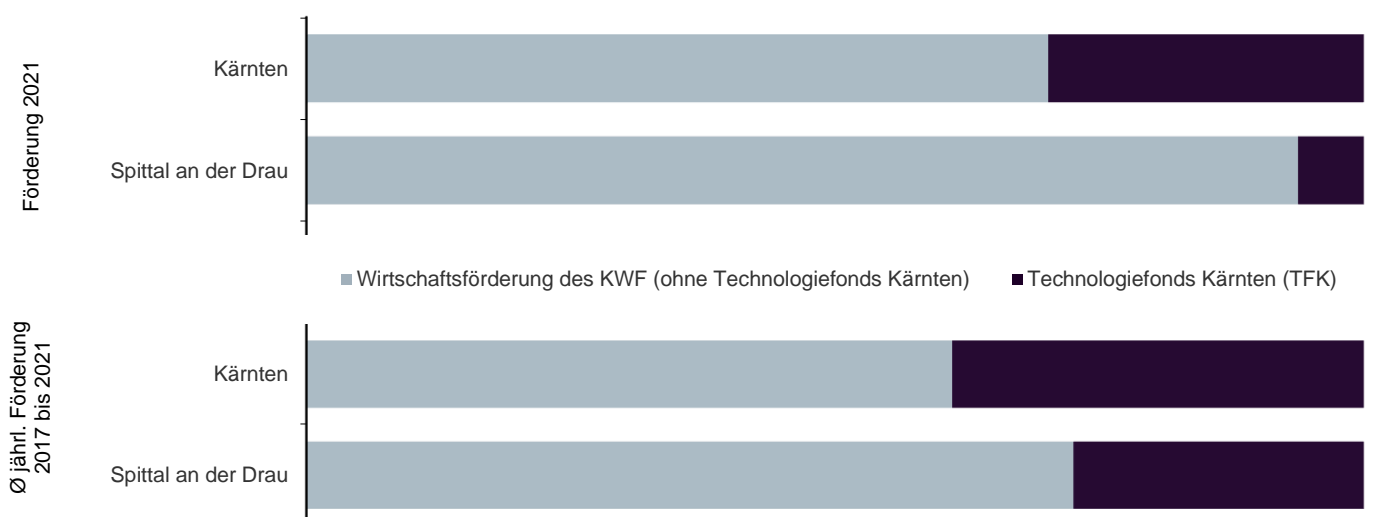 Förderung 2021
Kärnten
Spittal an der Drau
Wirtschaftsförderung des KWF (ohne Technologiefonds Kärnten)
Technologiefonds Kärnten (TFK)
Ø jährl. Förderung
2017 bis 2021
Kärnten
Spittal an der Drau